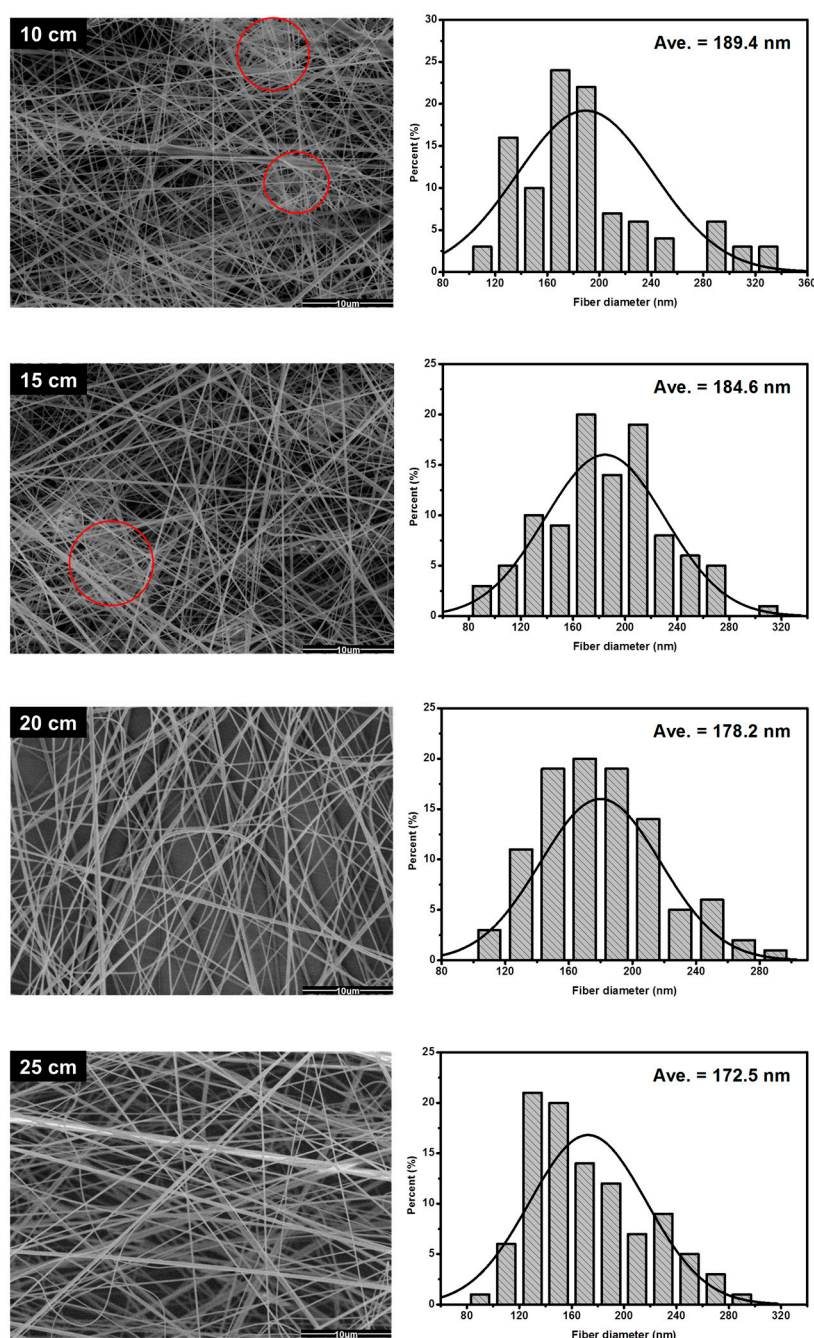 10 cm
10um
Ave. = 189.4 nm
30
25
20
15
10
5
0
Percent (%)
80 120 160 200 240 280 320 360
Fiber diameter (nm)
15 cm
10um
Ave. = 184.6 nm
25
20
15
10
5
0
Percent (%)
80 120 160 200 240 280 320
Fiber diameter (nm)
20 cm
10um
Ave. = 178.2 nm
25
20
15
10
5
0
Percent (%)
80 120 160 200 240 280
Fiber diameter (nm)
25 cm
10um
Ave. = 172.5 nm
25
20
15
10
5
0
Percent (%)
80 120 160 200 240 280 320
Fiber diameter (nm)